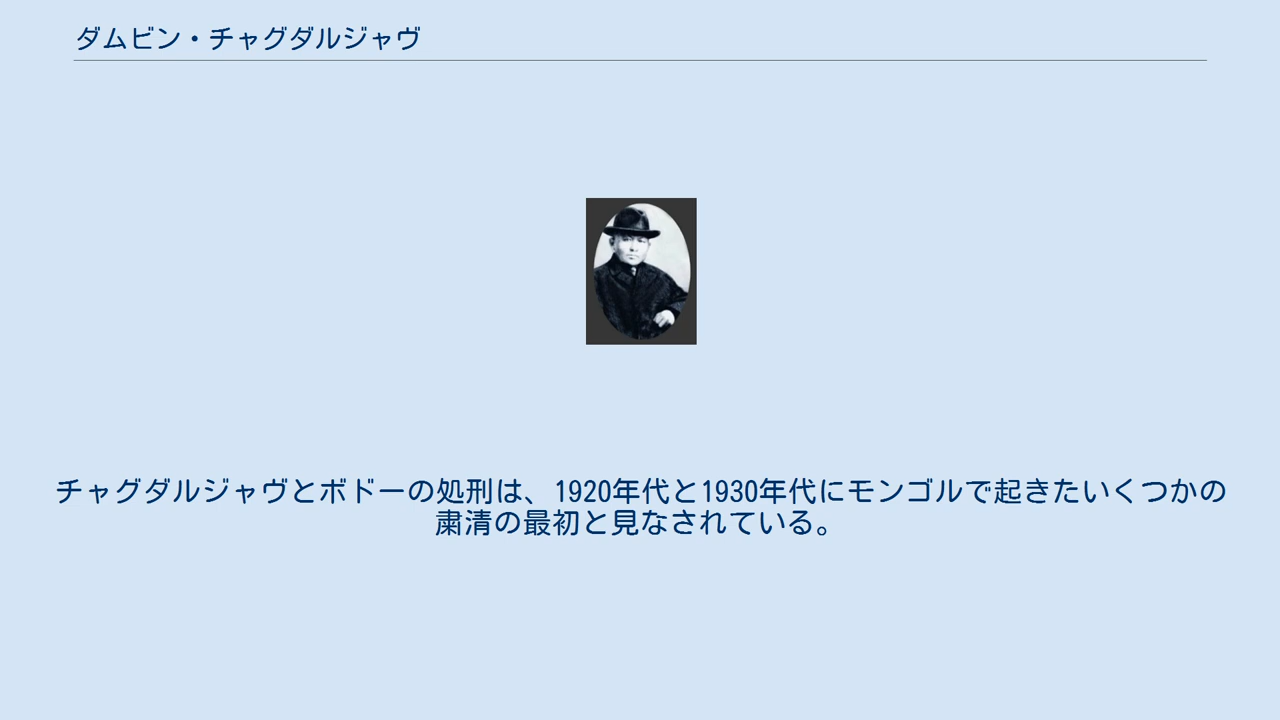 ダムビン・チャグダルジャヴ
チャグダルジャヴとボドーの処刑は、1920年代と1930年代にモンゴルで起きたいくつかの
粛清の最初と見なされている。